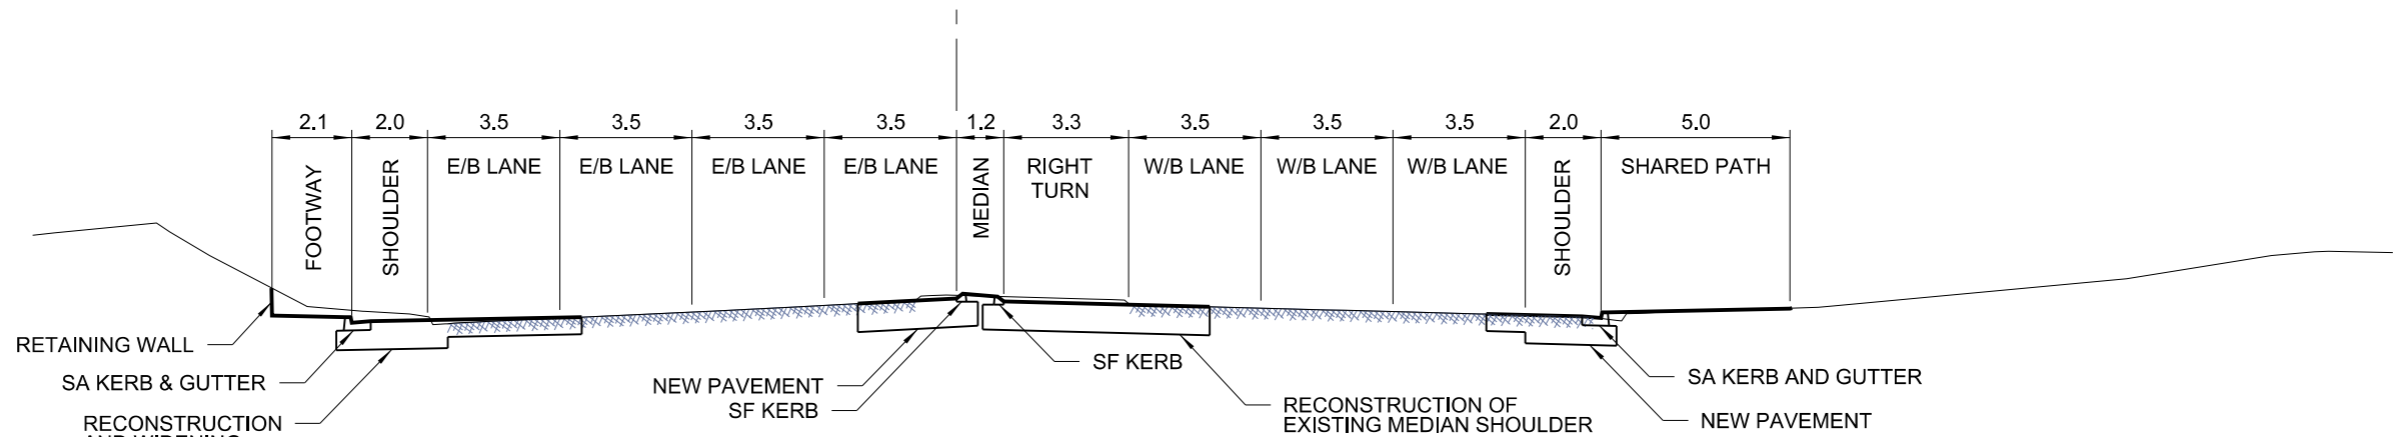 2.1 2.0 3.5 3.5 3.5 3.5 1.2 3.3 3.5 3.5 3.5 2.0 5.0
FOOTWAY
SHOULDER
E/B LANE
E/B LANE
E/B LANE
E/B LANE
MEDIAN
RIGHT
TURN
W/B LANE
W/B LANE
W/B LANE
SHOULDER
SHARED PATH
RETAINING WALL
SA KERB & GUTTER
RECONSTRUCTION
AND WIDENING
NEW PAVEMENT
SF KERB
SF KERB
RECONSTRUCTION OF
EXISTING MEDIAN SHOULDER
SA KERB AND GUTTER
NEW PAVEMENT